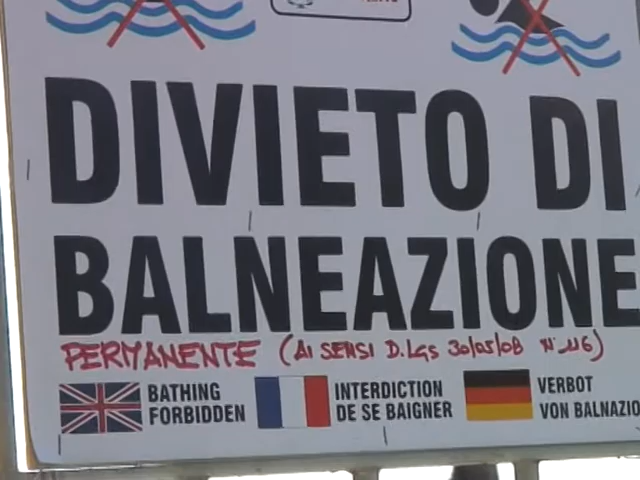 DIVIETO DI
BALNEAZIONE
PERMANENTE (AI SENSI D.Lgs 30/05/08 N° 116)
BATHING
FORBIDDEN
INTERDICTION
DE SE BAIGNER
VERBOT
VON BALNAZIO